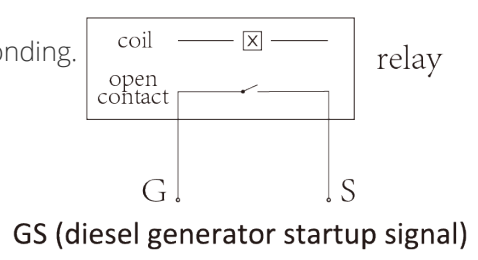 onding.
coil X relay
open
contact
G S
GS (diesel generator startup signal)